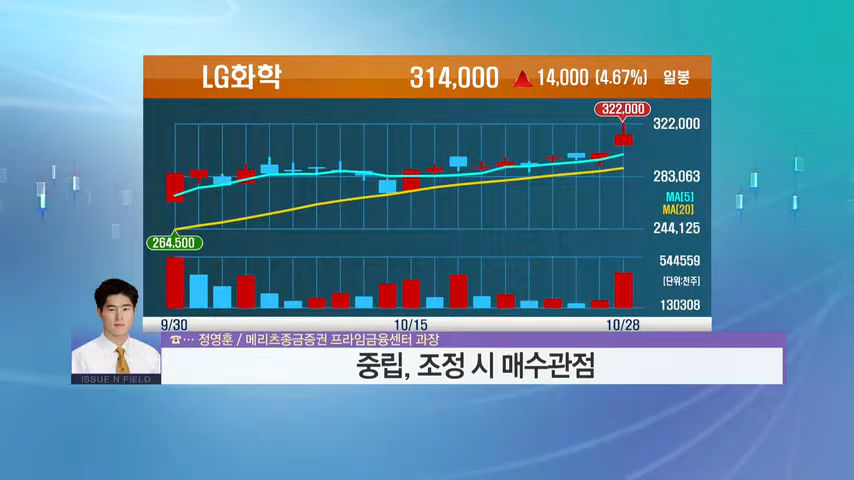 LG화학 314,000 ▲ 14,000 (4.67%) 일봉
322,000
322,000
283,063
MA[5]
MA[20]
244,125
264,500
544559
[단위:천주]
130308
9/30 10/15 10/28
☎… 정영훈 / 메리츠종금증권 프라임금융센터 과장
중립, 조정 시 매수관점
ISSUE N FIELD